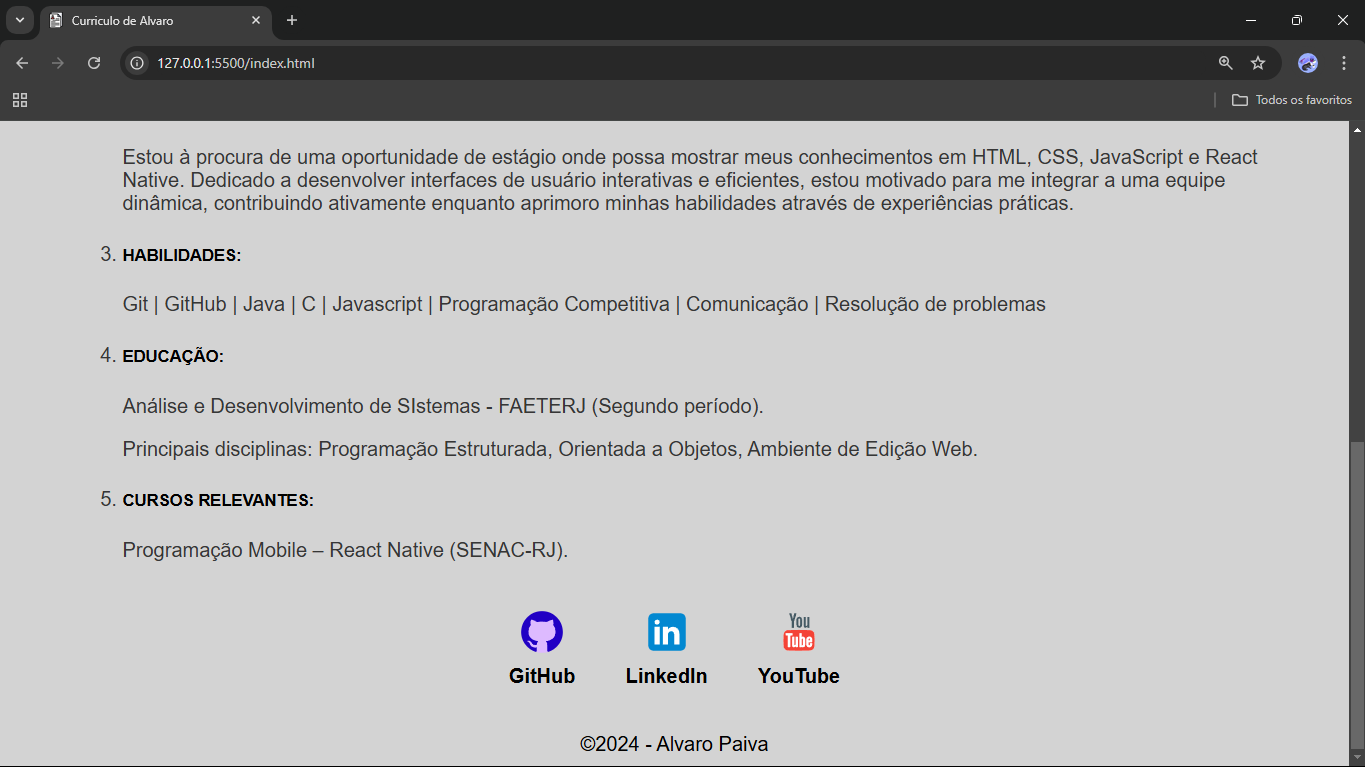 Curriculo de Alvaro
127.0.0.1:5500/index.html
Todos os favoritos
Estou à procura de uma oportunidade de estágio onde possa mostrar meus conhecimentos em HTML, CSS, JavaScript e React
Native. Dedicado a desenvolver interfaces de usuário interativas e eficientes, estou motivado para me integrar a uma equipe
dinâmica, contribuindo ativamente enquanto aprimoro minhas habilidades através de experiências práticas.
3. HABILIDADES:
Git | GitHub | Java | C | Javascript | Programação Competitiva | Comunicação | Resolução de problemas
4. EDUCAÇÃO:
Análise e Desenvolvimento de SIstemas - FAETERJ (Segundo período).
Principais disciplinas: Programação Estruturada, Orientada a Objetos, Ambiente de Edição Web.
5. CURSOS RELEVANTES:
Programação Mobile – React Native (SENAC-RJ).
in
You
Tube
GitHub LinkedIn YouTube
©2024 - Alvaro Paiva